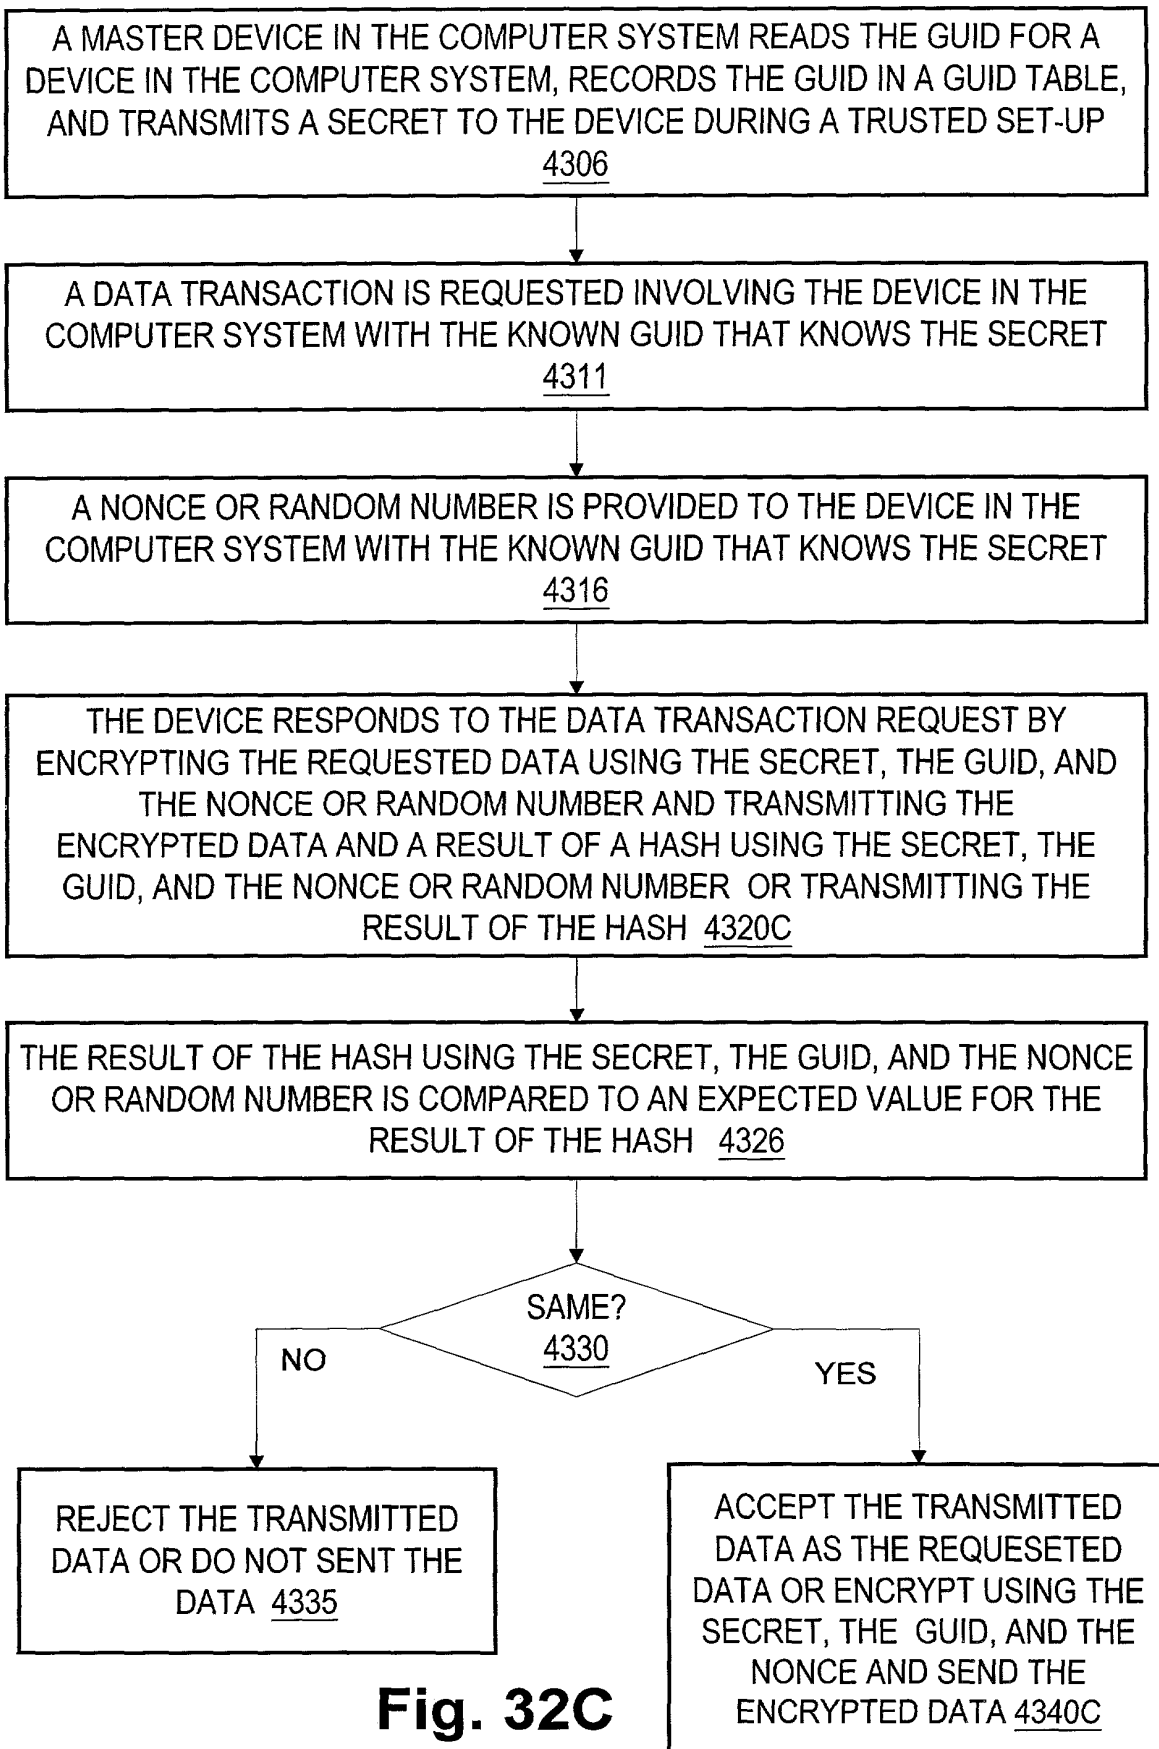 A MASTER DEVICE IN THE COMPUTER SYSTEM READS THE GUID FOR A
DEVICE IN THE COMPUTER SYSTEM, RECORDS THE GUID IN A GUID TABLE,
AND TRANSMITS A SECRET TO THE DEVICE DURING A TRUSTED SET-UP
4306
A DATA TRANSACTION IS REQUESTED INVOLVING THE DEVICE IN THE
COMPUTER SYSTEM WITH THE KNOWN GUID THAT KNOWS THE SECRET
4311
A NONCE OR RANDOM NUMBER IS PROVIDED TO THE DEVICE IN THE
COMPUTER SYSTEM WITH THE KNOWN GUID THAT KNOWS THE SECRET
4316
THE DEVICE RESPONDS TO THE DATA TRANSACTION REQUEST BY
ENCRYPTING THE REQUESTED DATA USING THE SECRET, THE GUID, AND
THE NONCE OR RANDOM NUMBER AND TRANSMITTING THE
ENCRYPTED DATA AND A RESULT OF A HASH USING THE SECRET, THE
GUID, AND THE NONCE OR RANDOM NUMBER OR TRANSMITTING THE
RESULT OF THE HASH 4320C
THE RESULT OF THE HASH USING THE SECRET, THE GUID, AND THE NONCE
OR RANDOM NUMBER IS COMPARED TO AN EXPECTED VALUE FOR THE
RESULT OF THE HASH 4326
SAME?
4330
NO
YES
REJECT THE TRANSMITTED
DATA OR DO NOT SENT THE
DATA 4335
ACCEPT THE TRANSMITTED
DATA AS THE REQUESETED
DATA OR ENCRYPT USING THE
SECRET, THE GUID, AND THE
NONCE AND SEND THE
ENCRYPTED DATA 4340C
Fig. 32C